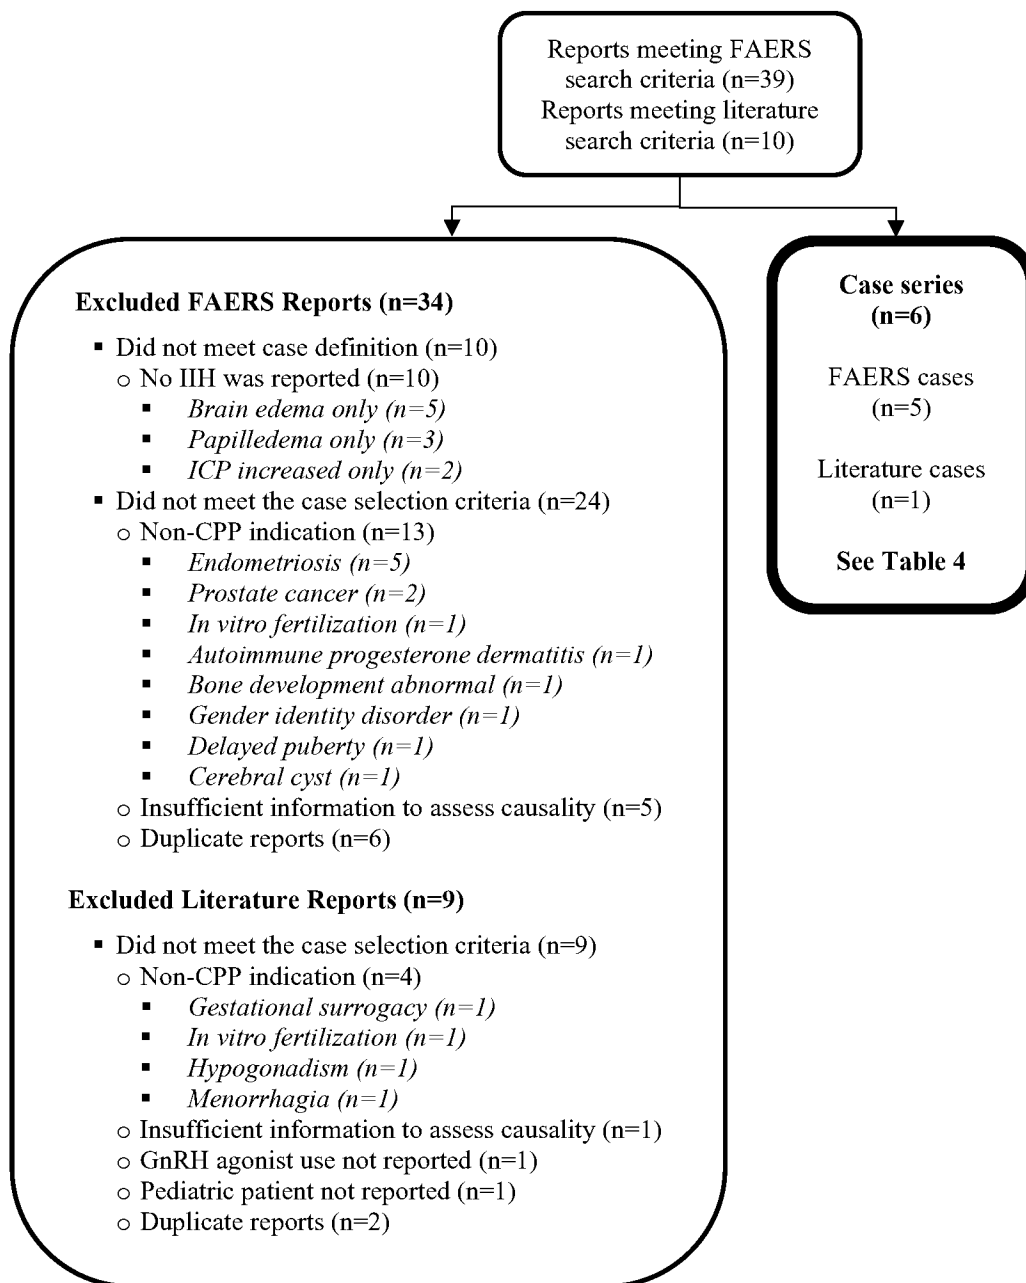 Reports meeting FAERS
search criteria (n=39)
Reports meeting literature
search criteria (n=10)
Excluded FAERS Reports (n=34)
▪ Did not meet case definition (n=10)
o No IIH was reported (n=10)
▪ Brain edema only (n=5)
▪ Papilledema only (n=3)
▪ ICP increased only (n=2)
▪ Did not meet the case selection criteria (n=24)
o Non-CPP indication (n=13)
▪ Endometriosis (n=5)
▪ Prostate cancer (n=2)
▪ In vitro fertilization (n=1)
▪ Autoimmune progesterone dermatitis (n=1)
▪ Bone development abnormal (n=1)
▪ Gender identity disorder (n=1)
▪ Delayed puberty (n=1)
▪ Cerebral cyst (n=1)
o Insufficient information to assess causality (n=5)
o Duplicate reports (n=6)
Excluded Literature Reports (n=9)
▪ Did not meet the case selection criteria (n=9)
o Non-CPP indication (n=4)
▪ Gestational surrogacy (n=1)
▪ In vitro fertilization (n=1)
▪ Hypogonadism (n=1)
▪ Menorrhagia (n=1)
o Insufficient information to assess causality (n=1)
o GnRH agonist use not reported (n=1)
o Pediatric patient not reported (n=1)
o Duplicate reports (n=2)
Case series
(n=6)
FAERS cases
(n=5)
Literature cases
(n=1)
See Table 4